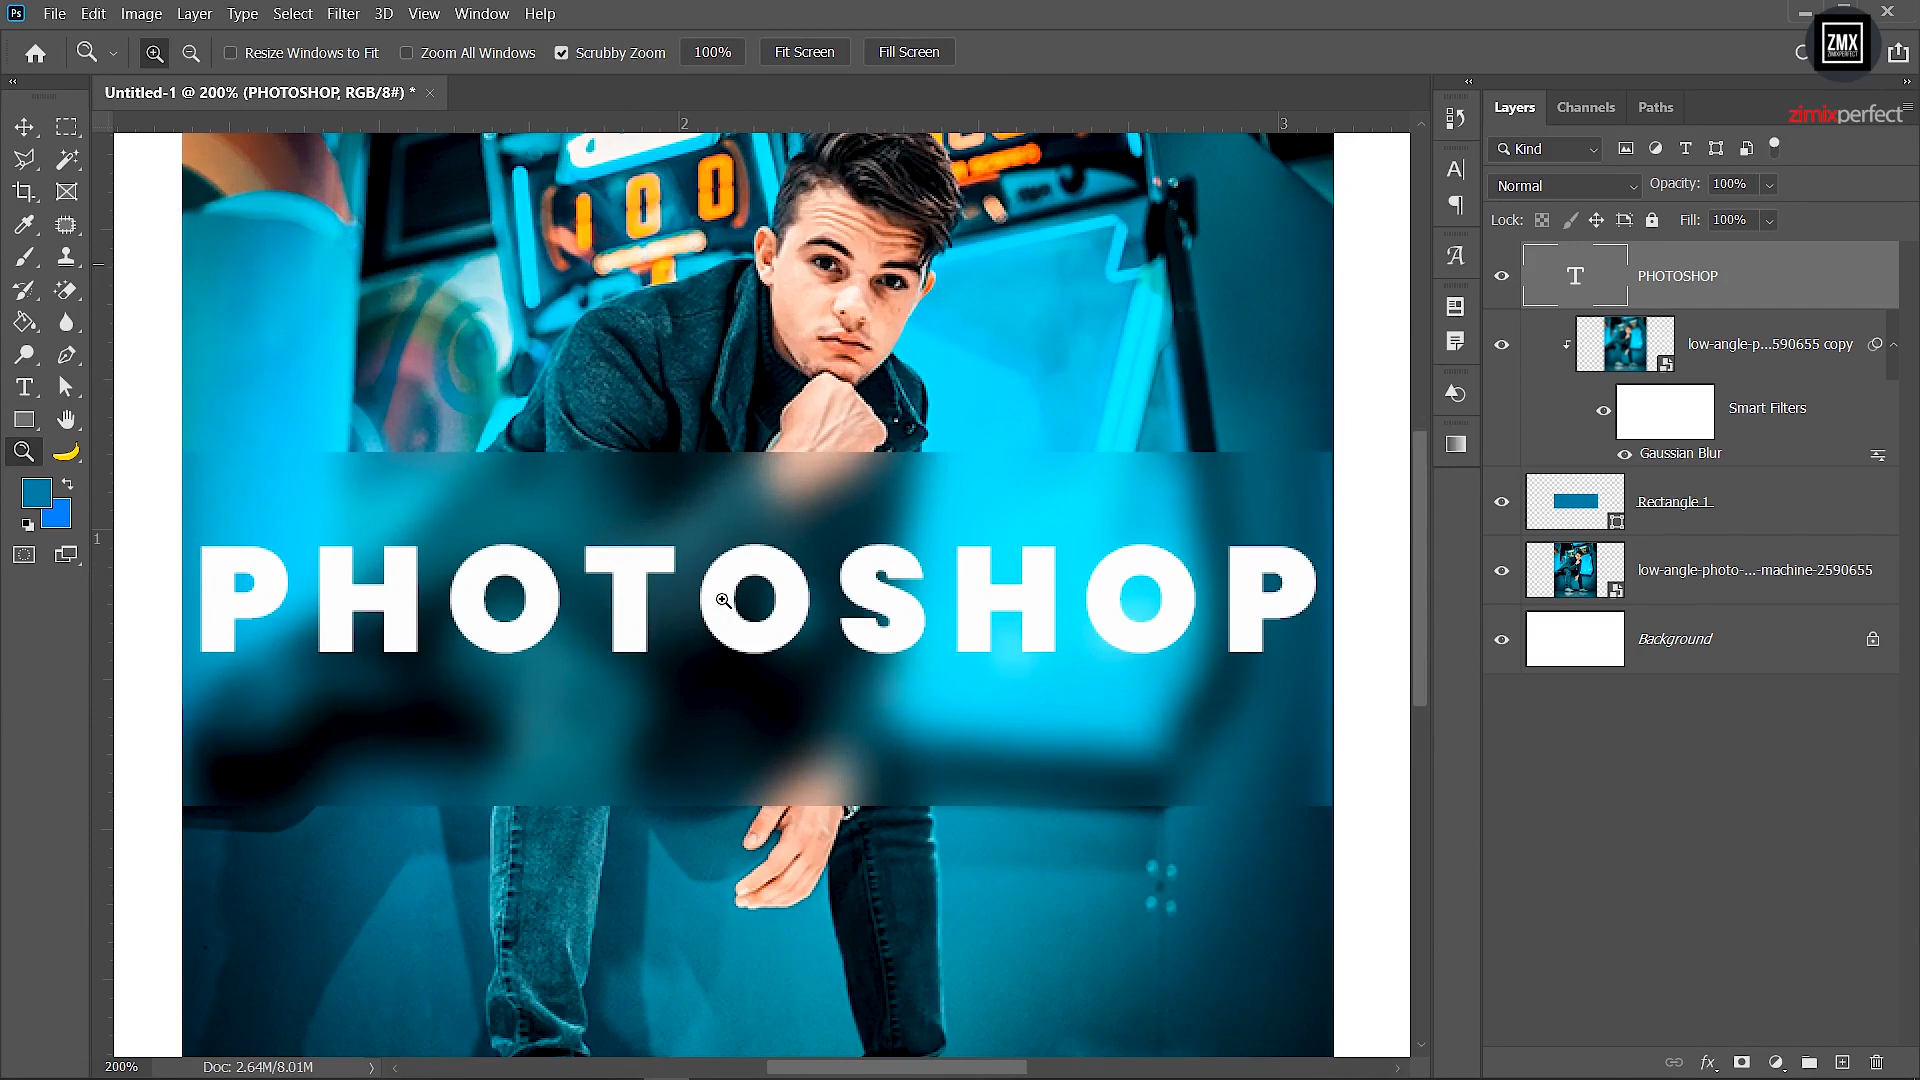 Ps File Edit Image Layer Type Select Filter 3D View Window Help
ZMX
Resize Windows to Fit Zoom All Windows Scrubby Zoom 100% Fit Screen Fill Screen
Untitled-1 @ 200% (PHOTOSHOP, RGB/8#) *
Layers Channels Paths
zimixperfect
2 3
Kind
Normal Opacity: 100%
Lock: Fill: 100%
100
T PHOTOSHOP
low-angle-p...590655 copy
Smart Filters
Gaussian Blur
Rectangle 1
1
PHOTOSHOP
low-angle-photo-...-machine-2590655
Background
200% Doc: 2.64M/8.01M
fx